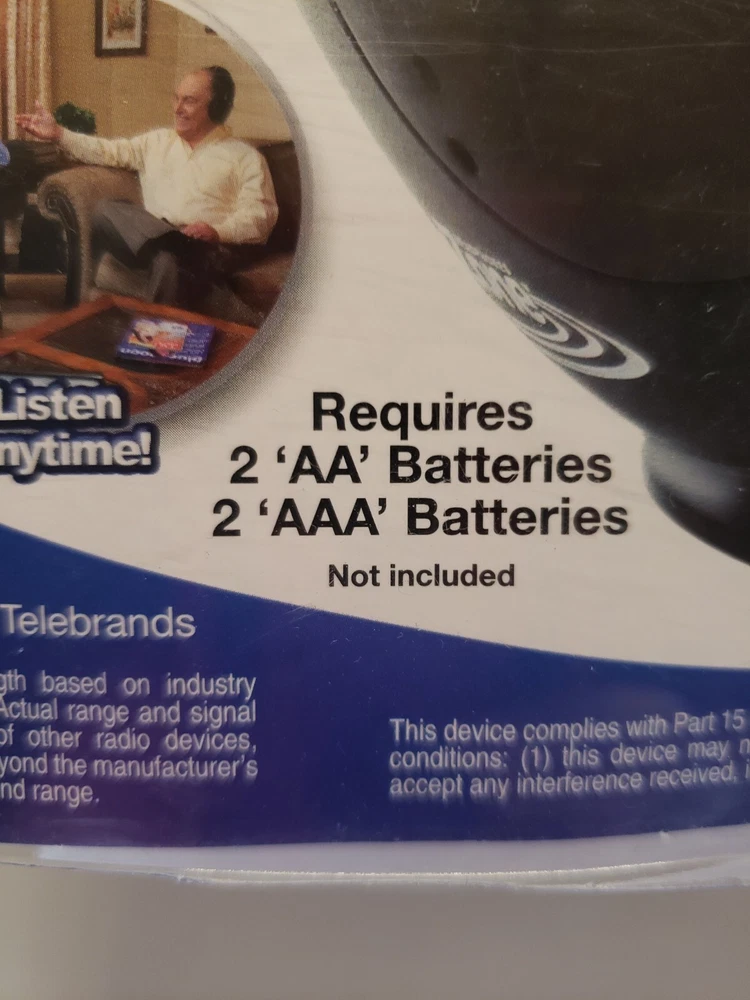 Listen
nytime!
Requires
2 ‘AA’ Batteries
2 ‘AAA’ Batteries
Not included
Telebrands
gth based on industry
Actual range and signal
of other radio devices,
yond the manufacturer's
nd range.
This device complies with Part 15
conditions: (1) this device may
accept any interference received,